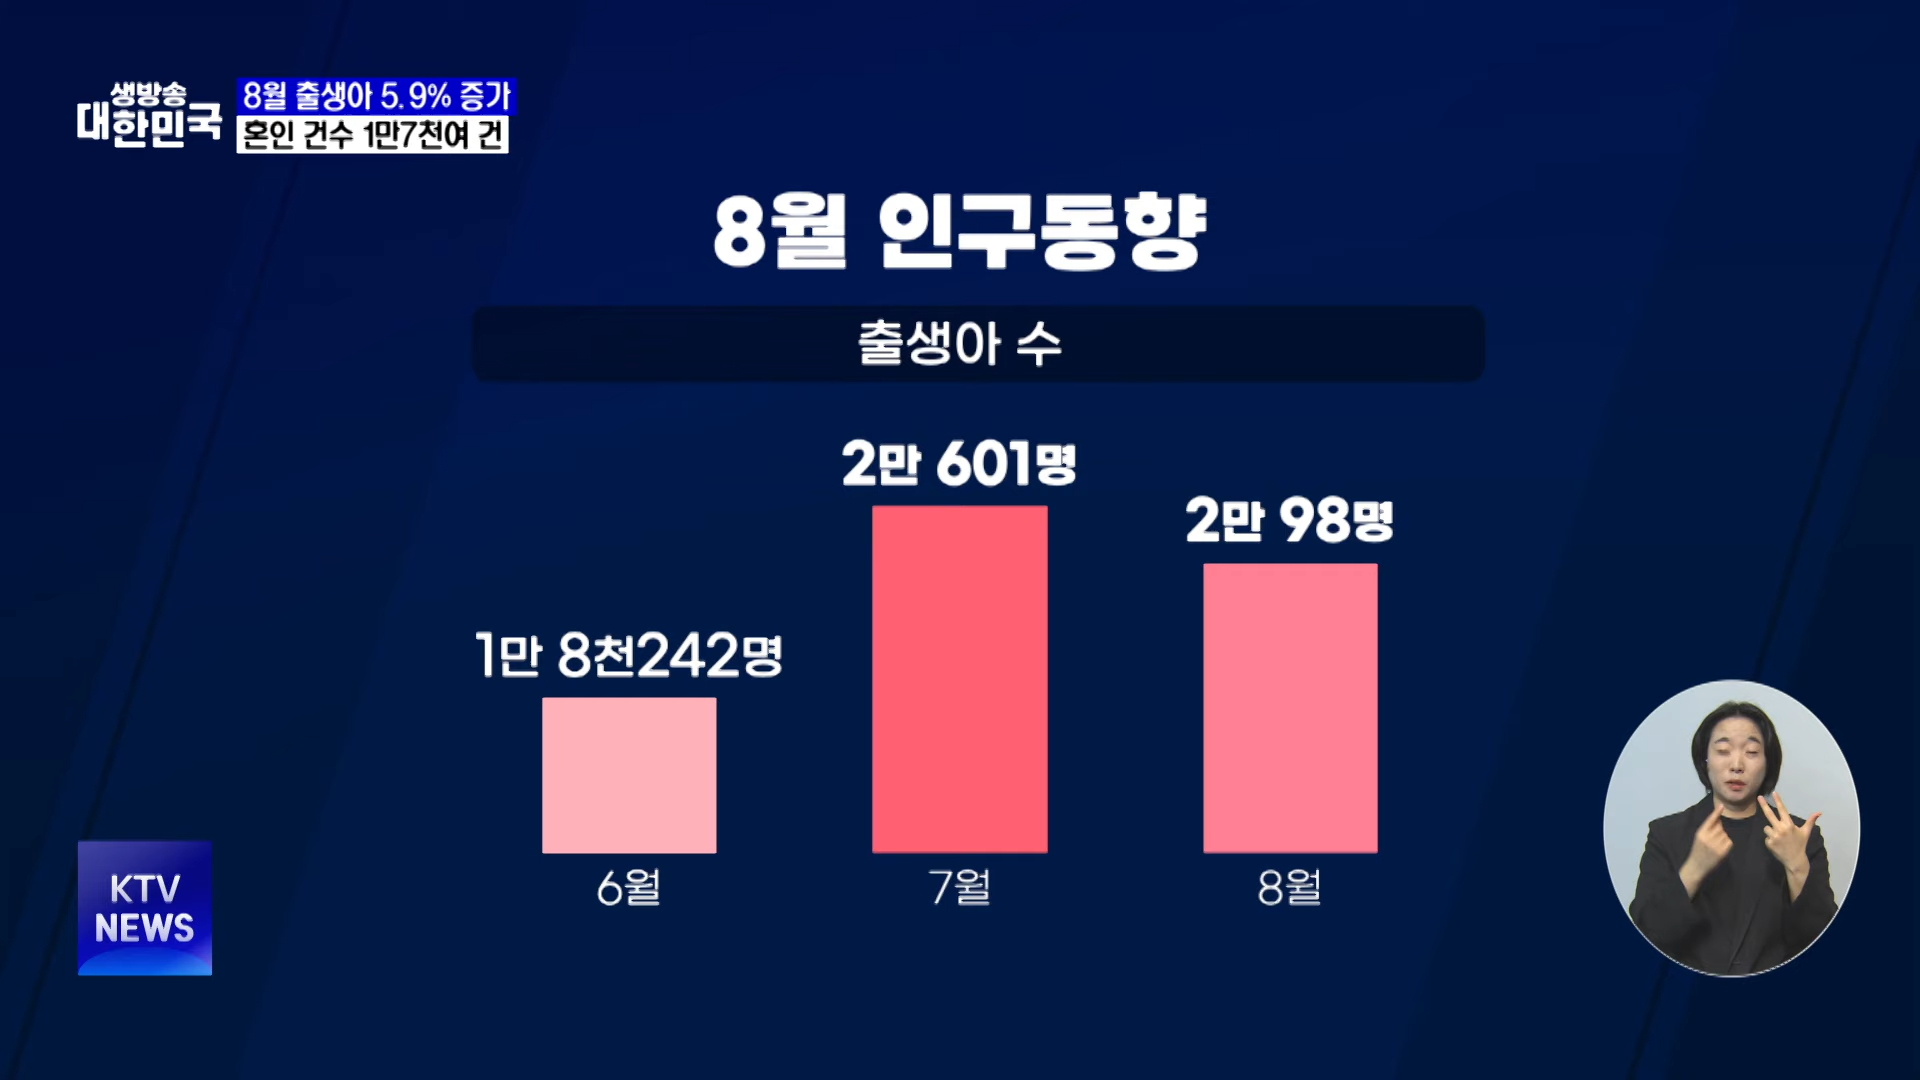 생방송
대한민국
8월 출생아 5.9% 증가
혼인 건수 1만7천여 건
8월 인구동향
출생아 수
1만 8천242명
2만 601명
2만 98명
6월
7월
8월
KTV
NEWS